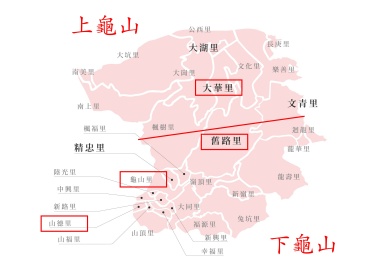 上龜山
公西里
大湖里
長庚里
大坑里
文化里
樂善里
大崗里
南美里
大華里
文青里
南上里
楓福里
楓樹里
迴龍里
舊路里
精忠里
龍華里
陸光里
龜山里
嶺頂里
龍壽里
中興里
新嶺里
新路里
大同里
兔坑里
山德里
福源里
山福里
山頂里
新興里
幸福里
下龜山